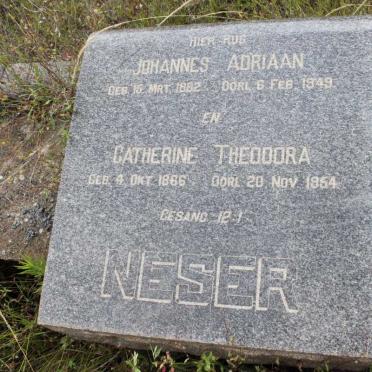 HIER RUS
JOHANNES ADRIAAN
GEB. 16 MRT. 1882 OORL. 6 FEB. 1949.
EN
CATHERINE THEODORA
GEB. 4 OKT. 1866 OORL. 20 NOV. 1954.
GESANG 12:1
NESER